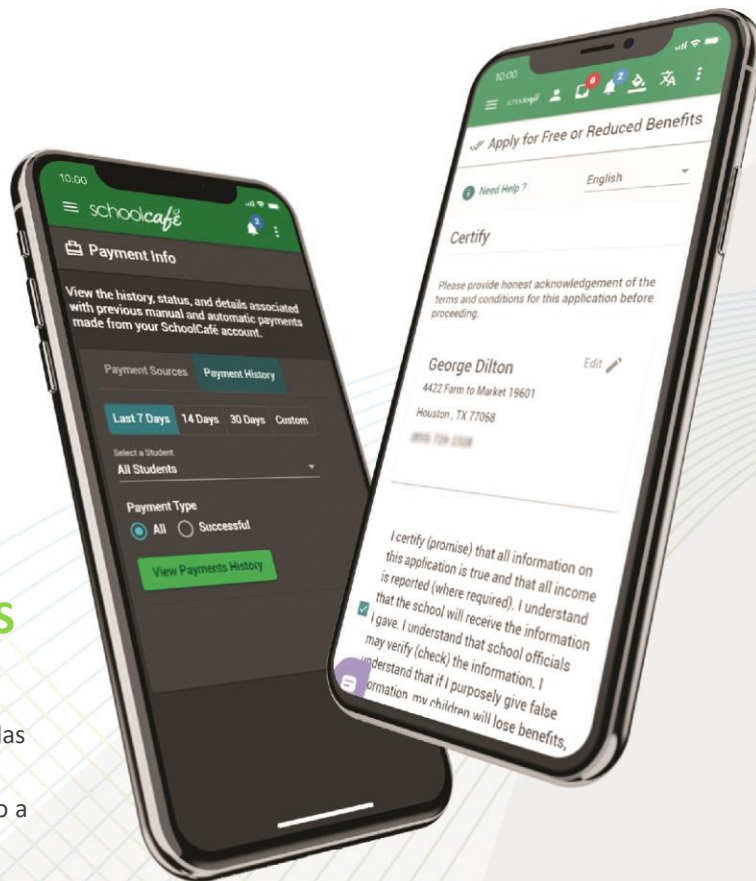 10:00
schoolcafé
2
Payment Info
View the history, status, and details associated
with previous manual and automatic payments
made from your SchoolCafé account.
Payment Sources Payment History
Last 7 Days 14 Days 30 Days Custom
Select a Student
All Students
Payment Type
All Successful
View Payments History
10:00
schoolcafé
6 2
Apply for Free or Reduced Benefits
Need Help ?
English
Certify
Please provide honest acknowledgement of the
terms and conditions for this application before
proceeding.
George Dilton
Edit
4422 Farm to Market 19601
Houston , TX 77068
I certify (promise) that all information on
this application is true and that all income
is reported (where required). I understand
that the school will receive the information
I gave. I understand that school officials
may verify (check) the information. I
understand that if I purposely give false
formation, my children will lose benefits,
s
las
o a